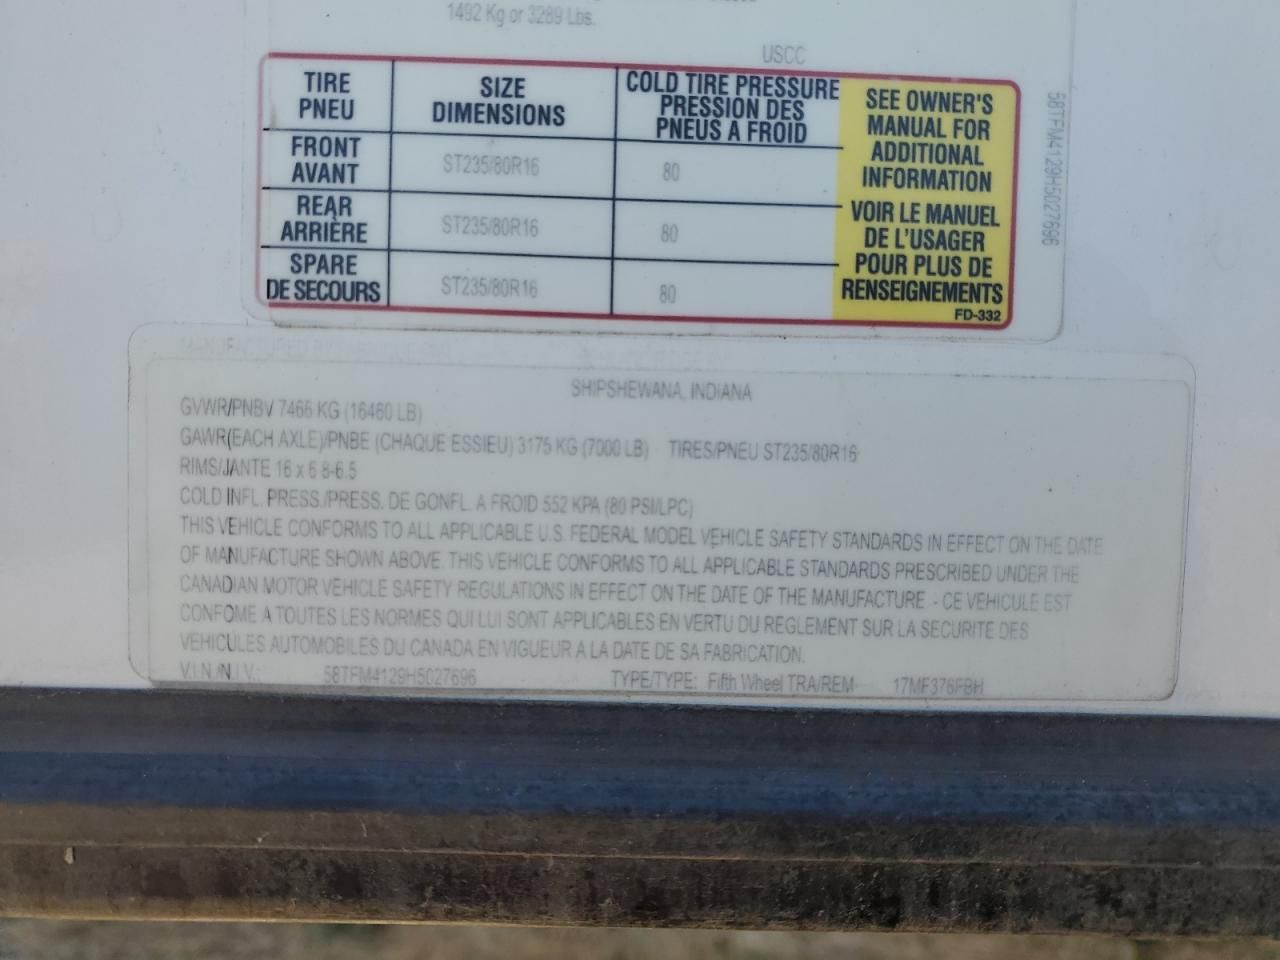 1492 Kg or 3289 Lbs.
USCC
TIRE
PNEU
SIZE
DIMENSIONS
COLD TIRE PRESSURE
PRESSION DES
PNEUS A FROID
FRONT
AVANT
ST235/80R16
80
REAR
ARRIÈRE
ST235/80R16
80
SPARE
DE SECOURS
ST235/80R16
80
SEE OWNER'S
MANUAL FOR
ADDITIONAL
INFORMATION
VOIR LE MANUEL
DE L'USAGER
POUR PLUS DE
RENSEIGNEMENTS
FD-332
58TFM4129H5027696
MANUFACTURED BY
SHIPSHEWANA, INDIANA
GVWR/PNBV 7466 KG (16460 LB)
GAWR(EACH AXLE)/PNBE (CHAQUE ESSIEU) 3175 KG (7000 LB) TIRES/PNEU ST235/80R16
RIMS/JANTE 16 x 6 8-6.5
COLD INFL. PRESS./PRESS. DE GONFL. A FROID 552 KPA (80 PSI/LPC)
THIS VEHICLE CONFORMS TO ALL APPLICABLE U.S. FEDERAL MODEL VEHICLE SAFETY STANDARDS IN EFFECT ON THE DATE
OF MANUFACTURE SHOWN ABOVE. THIS VEHICLE CONFORMS TO ALL APPLICABLE STANDARDS PRESCRIBED UNDER THE
CANADIAN MOTOR VEHICLE SAFETY REGULATIONS IN EFFECT ON THE DATE OF THE MANUFACTURE - CE VEHICULE EST
CONFOME A TOUTES LES NORMES QUI LUI SONT APPLICABLES EN VERTU DU REGLEMENT SUR LA SECURITE DES
VEHICULES AUTOMOBILES DU CANADA EN VIGUEUR A LA DATE DE SA FABRICATION.
V.I.N./N.I.V.: 58TFM4129H5027696 TYPE/TYPE: Fifth Wheel TRA/REM 17MF376FBH